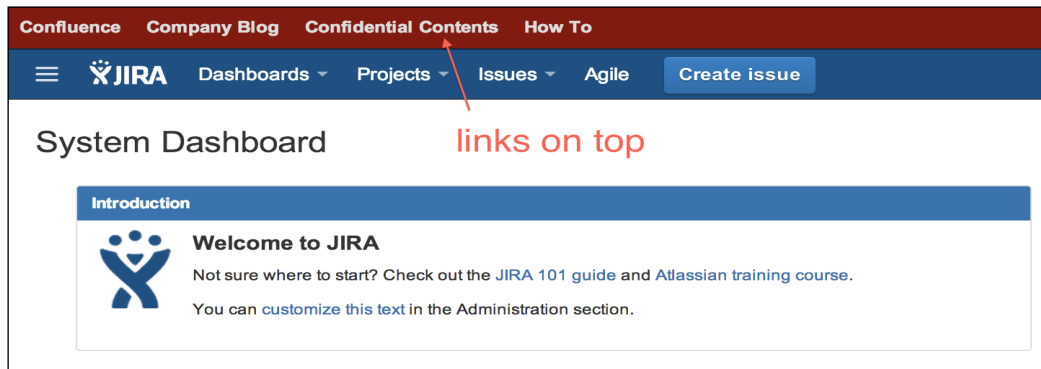 Confluence Company Blog Confidential Contents How To
JIRA Dashboards Projects Issues Agile Create issue
System Dashboard
links on top
Introduction
Welcome to JIRA
Not sure where to start? Check out the JIRA 101 guide and Atlassian training course.
You can customize this text in the Administration section.